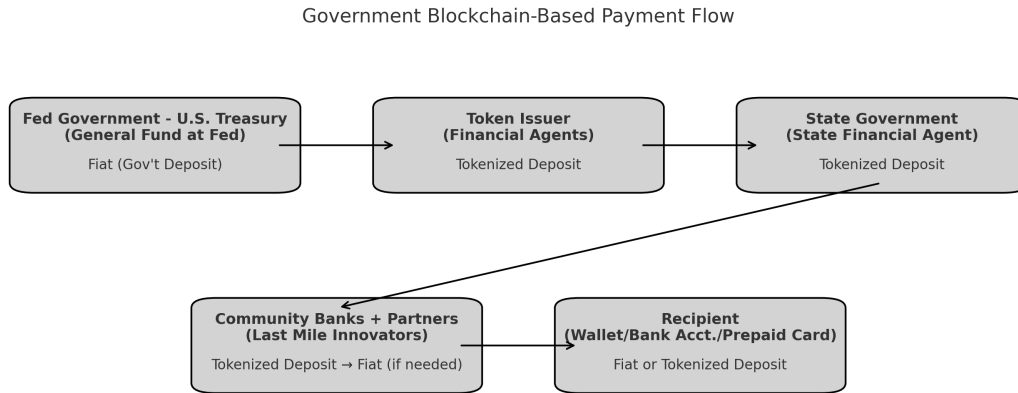 Government Blockchain-Based Payment Flow
Fed Government - U.S. Treasury
(General Fund at Fed)
Fiat (Gov't Deposit)
Token Issuer
(Financial Agents)
Tokenized Deposit
State Government
(State Financial Agent)
Tokenized Deposit
Community Banks + Partners
(Last Mile Innovators)
Tokenized Deposit → Fiat (if needed)
Recipient
(Wallet/Bank Acct./Prepaid Card)
Fiat or Tokenized Deposit